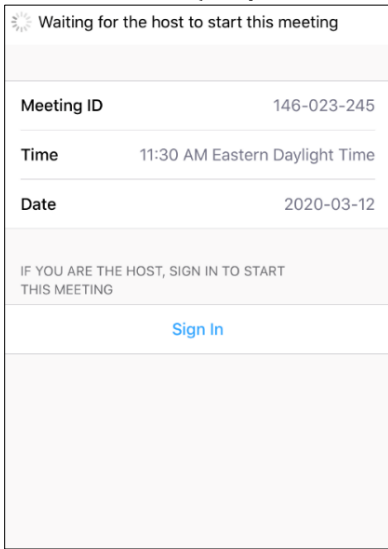 Waiting for the host to start this meeting
Meeting ID 146-023-245
Time 11:30 AM Eastern Daylight Time
Date 2020-03-12
IF YOU ARE THE HOST, SIGN IN TO START
THIS MEETING
Sign In